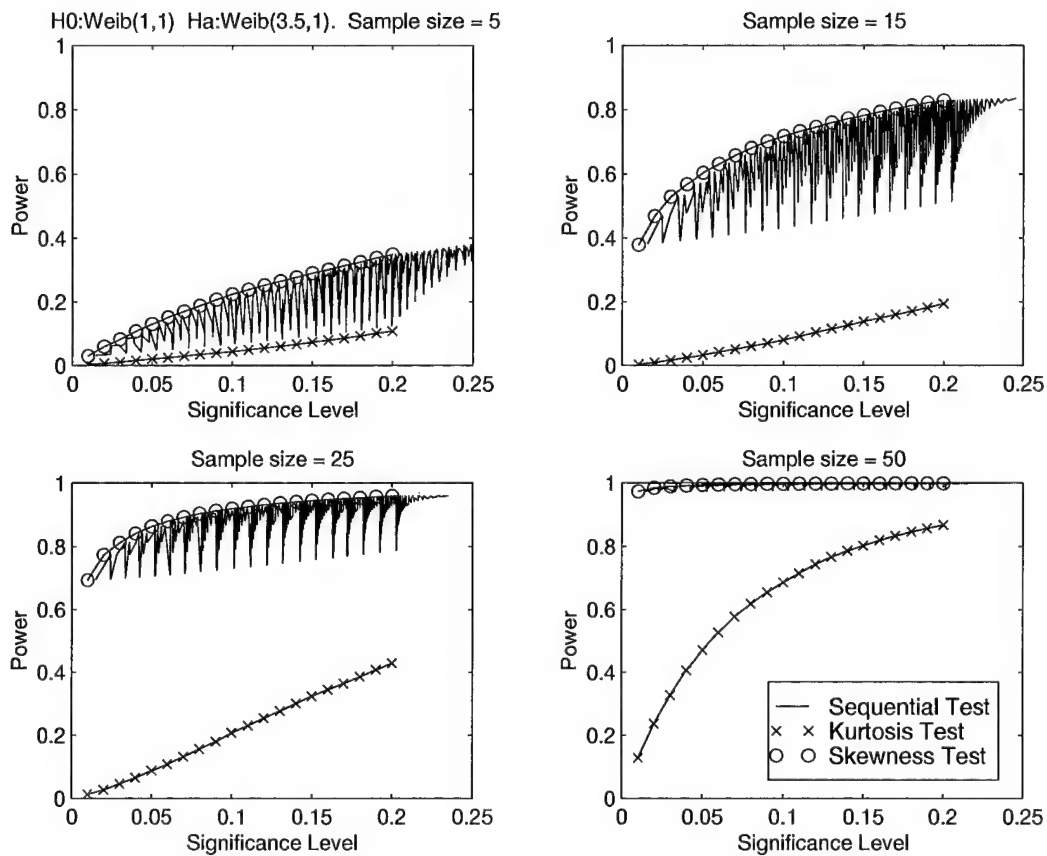 H0:Weib(1,1) Ha:Weib(3.5,1). Sample size = 5
1
0.8
0.6
0.4
0.2
0
Power
0 0.05 0.1 0.15 0.2 0.25
Significance Level
Sample size = 15
1
0.8
0.6
0.4
0.2
0
Power
0 0.05 0.1 0.15 0.2 0.25
Significance Level
Sample size = 25
1
0.8
0.6
0.4
0.2
0
Power
0 0.05 0.1 0.15 0.2 0.25
Significance Level
Sample size = 50
1
0.8
0.6
0.4
0.2
0
Power
0 0.05 0.1 0.15 0.2 0.25
Significance Level
Sequential Test
Kurtosis Test
Skewness Test